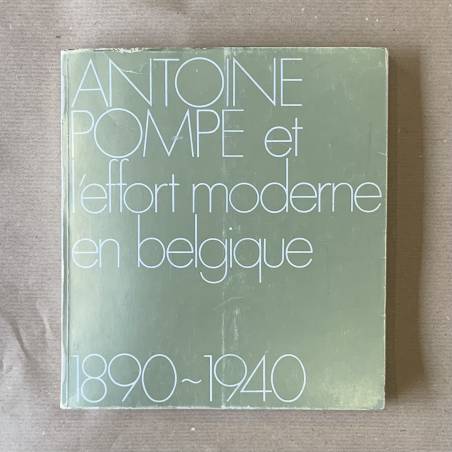 ANTOINE
POMPE et
l'effort moderne
en belgique
1890~1940